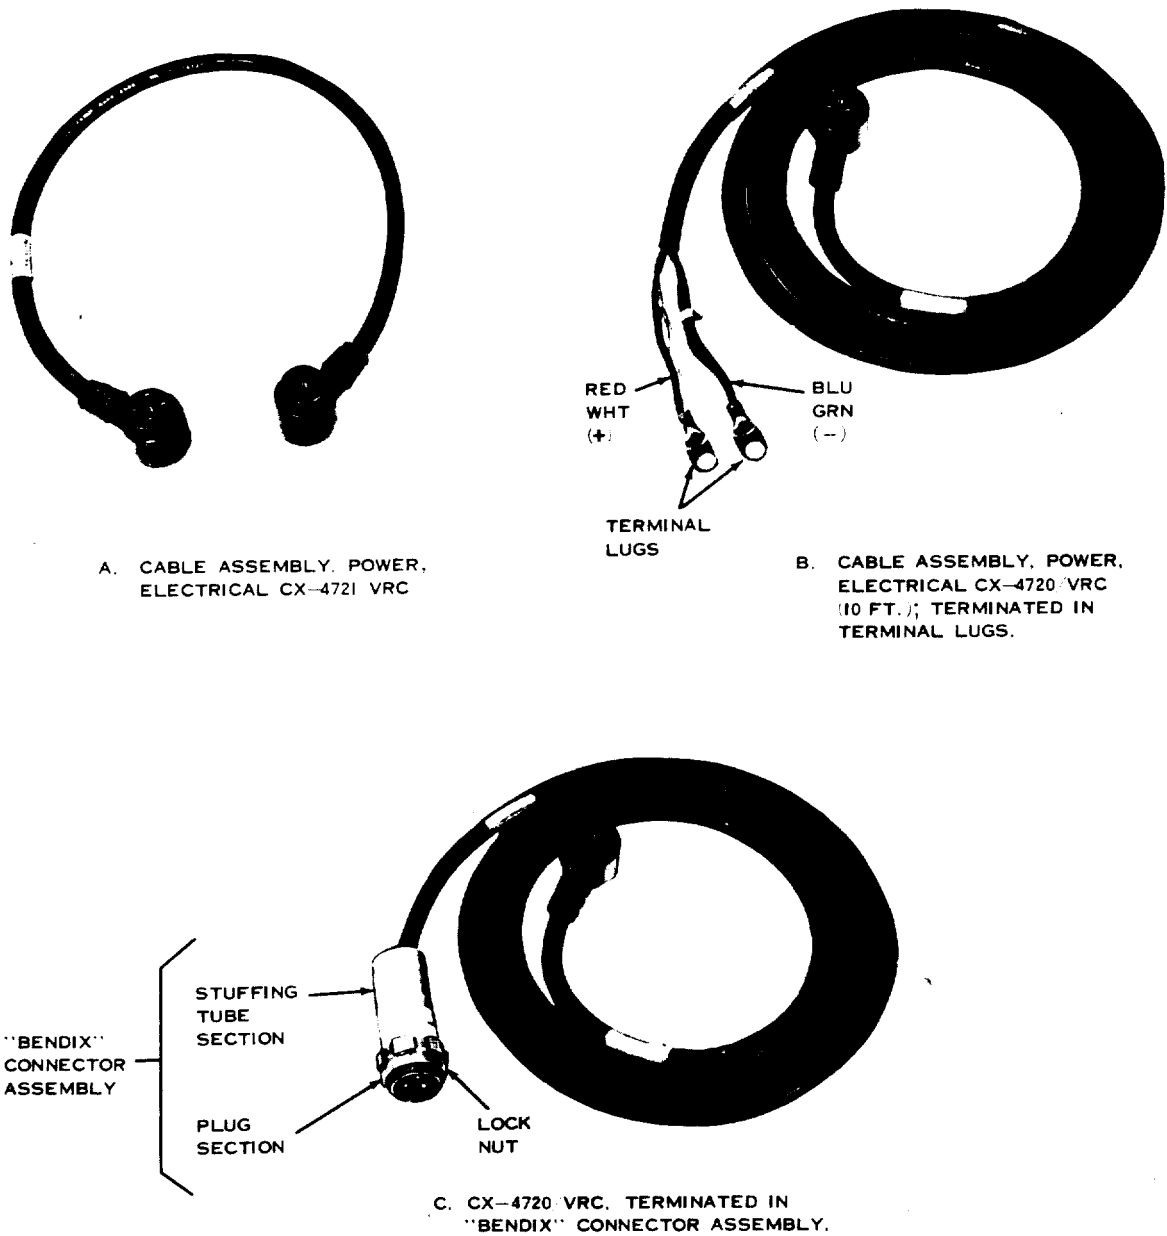 RED
WHT
(+)
BLU
GRN
(--)
TERMINAL
LUGS
A. CABLE ASSEMBLY, POWER,
ELECTRICAL CX-4721 VRC
B. CABLE ASSEMBLY, POWER,
ELECTRICAL CX-4720/VRC
(10 FT.); TERMINATED IN
TERMINAL LUGS.
STUFFING
TUBE
SECTION
"BENDIX"
CONNECTOR
ASSEMBLY
PLUG
SECTION
LOCK
NUT
C. CX-4720 VRC, TERMINATED IN
"BENDIX" CONNECTOR ASSEMBLY.